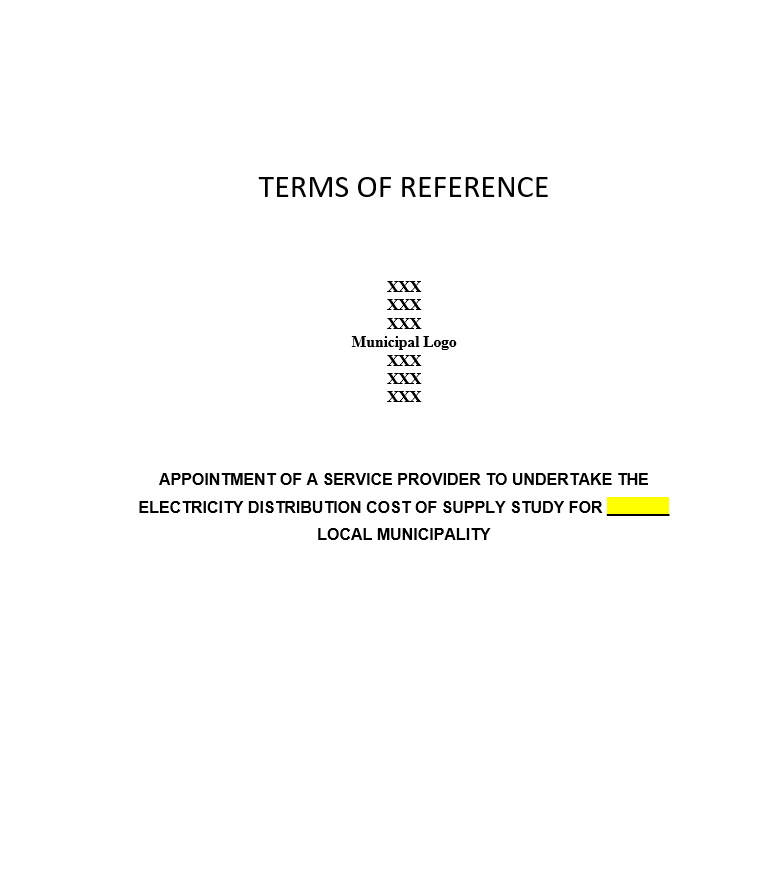 TERMS OF REFERENCE
XXX
XXX
XXX
Municipal Logo
XXX
XXX
XXX
APPOINTMENT OF A SERVICE PROVIDER TO UNDERTAKE THE
ELECTRICITY DISTRIBUTION COST OF SUPPLY STUDY FOR ______
LOCAL MUNICIPALITY